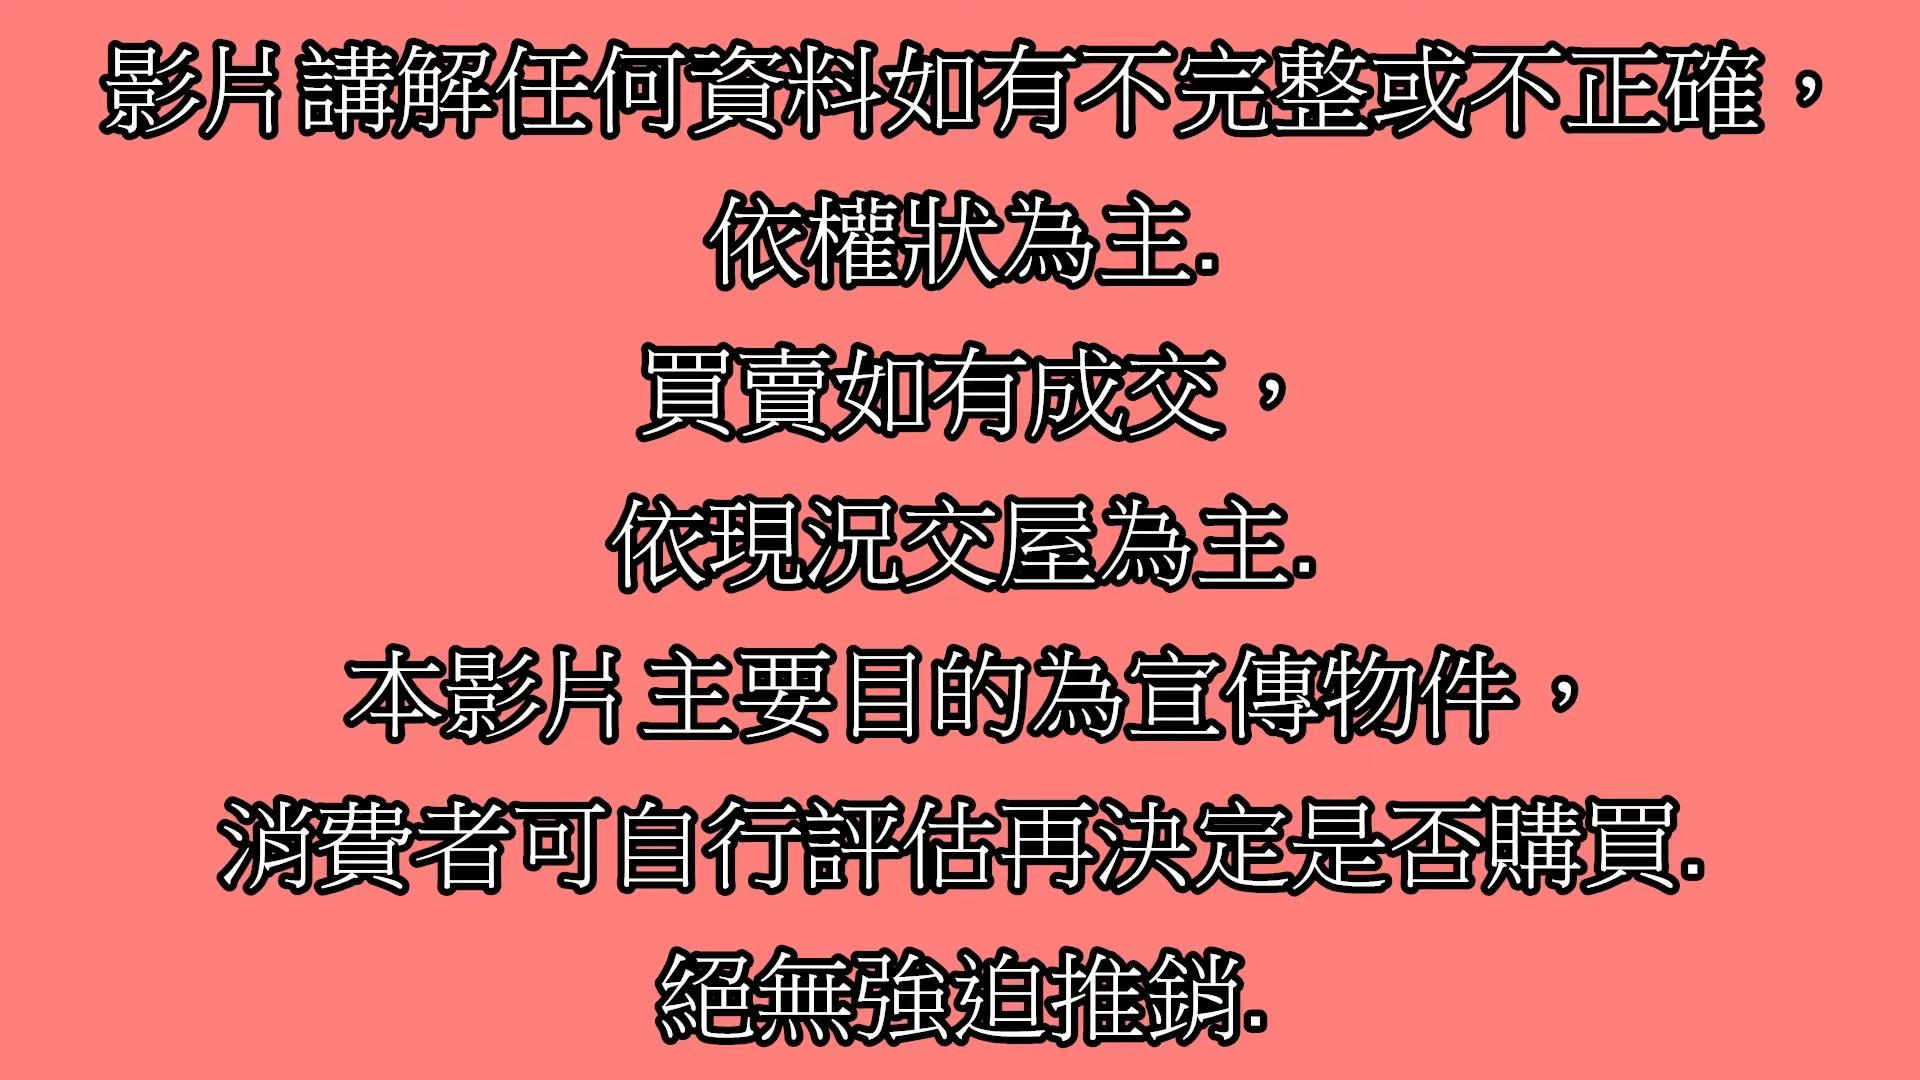 影片講解任何資料如有不完整或不正確，
依權狀為主.
買賣如有成交，
依現況交屋為主.
本影片主要目的為宣傳物件，
消費者可自行評估再決定是否購買.
絕無強迫推銷.